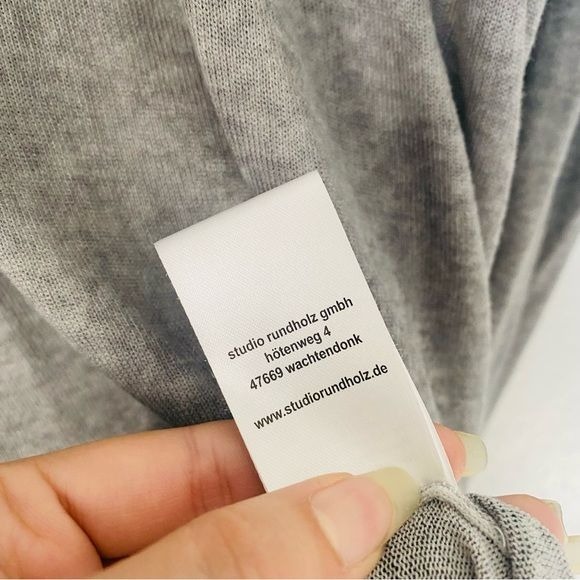 studio rundholz gmbh
hötenweg 4
47669 wachtendonk
www.studiorundholz.de